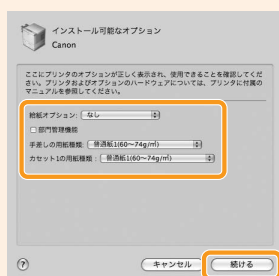 インストール可能なオプション
Canon
ここにプリンタのオプションが正しく表示され、使用できることを確認してくだ
さい。プリンタおよびオプションのハードウェアについては、プリンタに付属の
マニュアルを参照してください。
給紙オプション: なし
部門管理機能
手差しの用紙種類: 普通紙1(60〜74g/㎡)
カセット1の用紙種類: 普通紙1(60〜74g/㎡)
? キャンセル 続ける